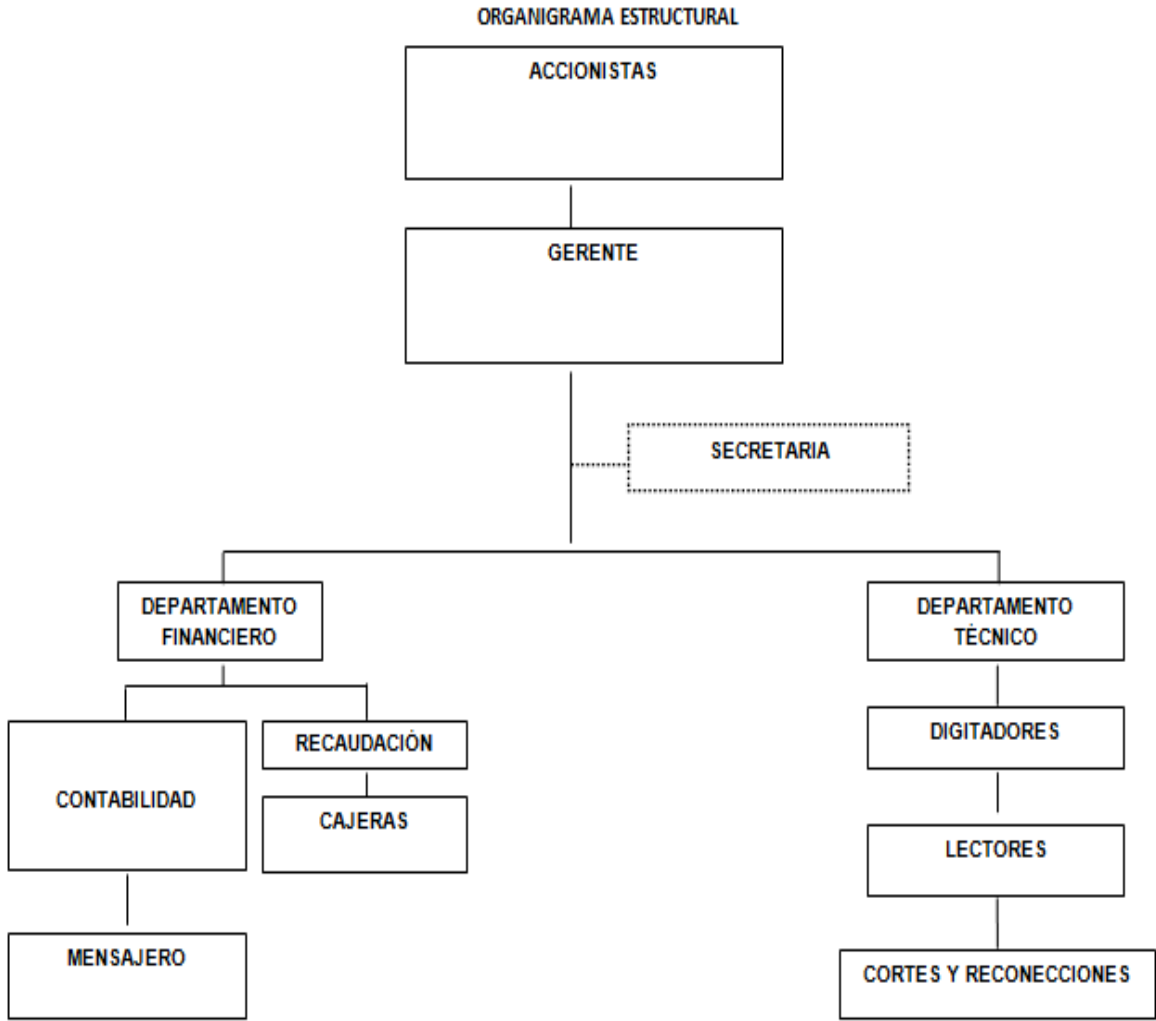 ORGANIGRAMA ESTRUCTURAL
ACCIONISTAS
GERENTE
SECRETARIA
DEPARTAMENTO
FINANCIERO
DEPARTAMENTO
TÉCNICO
CONTABILIDAD
RECAUDACIÓN
CAJERAS
MENSAJERO
DIGITADORES
LECTORES
CORTES Y RECONECCIONES